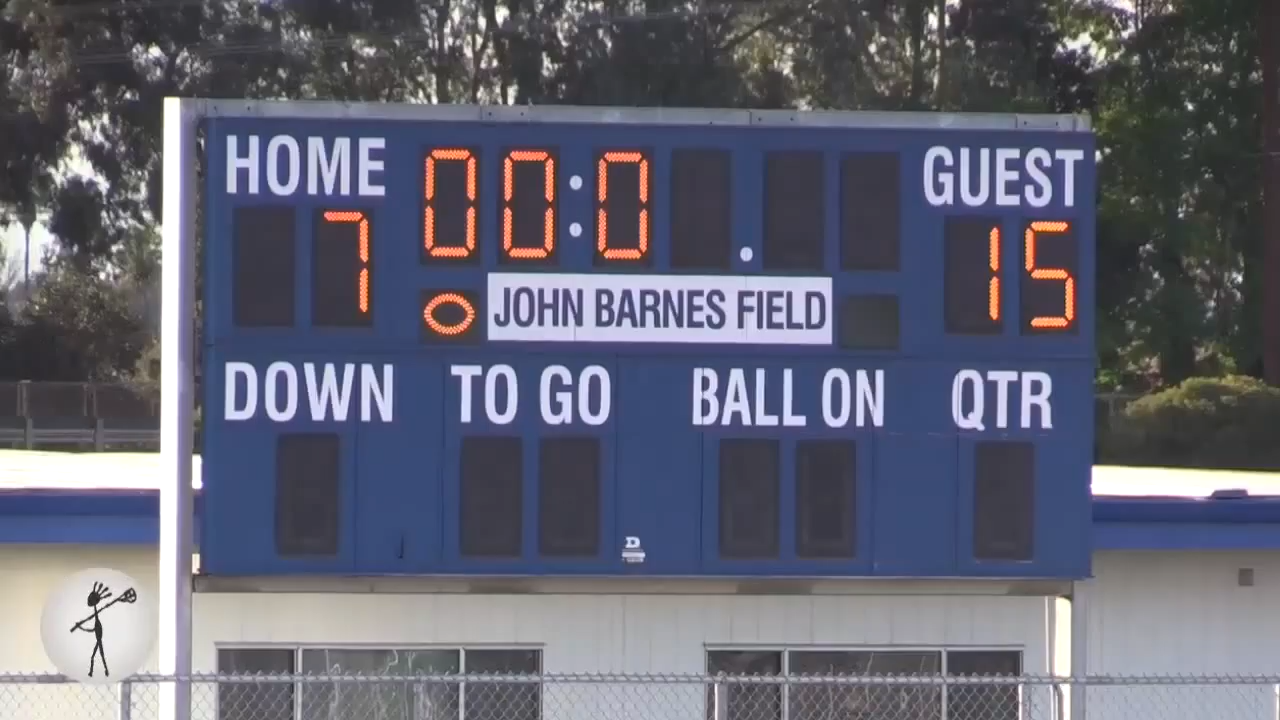 HOME 00:0 . GUEST
7 15
JOHN BARNES FIELD
DOWN TO GO BALL ON QTR